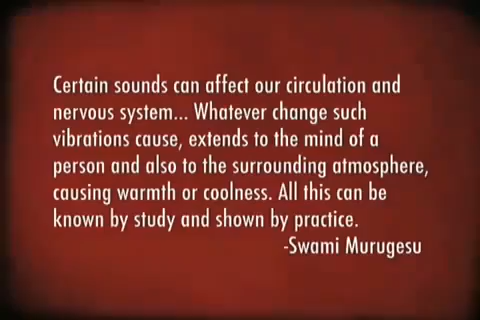 Certain sounds can affect our circulation and
nervous system... Whatever change such
vibrations cause, extends to the mind of a
person and also to the surrounding atmosphere,
causing warmth or coolness. All this can be
known by study and shown by practice.
-Swami Murugesu